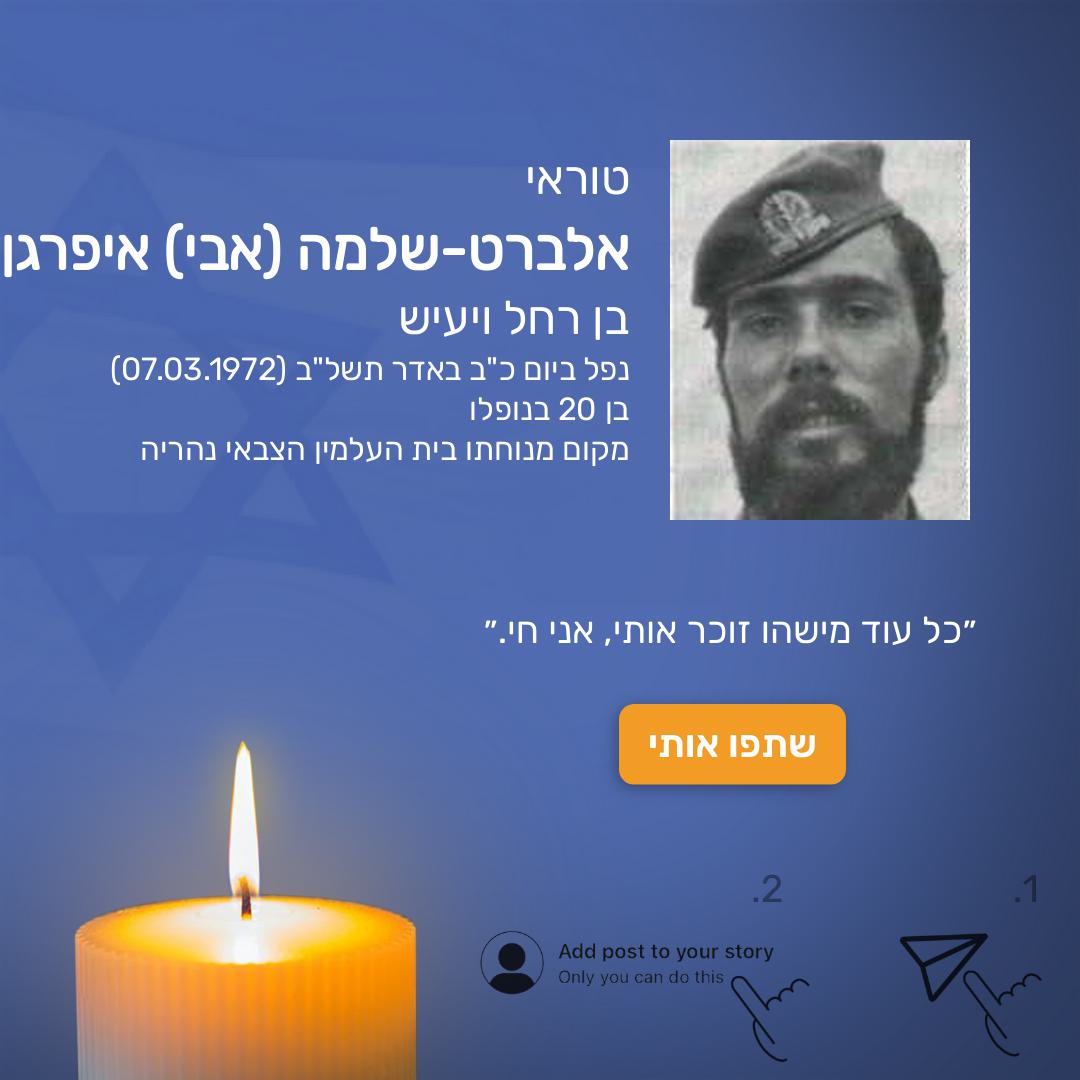 טוראי
אלברט-שלמה (אבי) איפרגן
בן רחל ויעיש
נפל ביום כ"ב באדר תשל"ב (07.03.1972)
בן 20 בנופלו
מקום מנוחתו בית העלמין הצבאי נהריה
״כל עוד מישהו זוכר אותי, אני חי.״
שתפו אותי
.1
.2
Add post to your story
Only you can do this